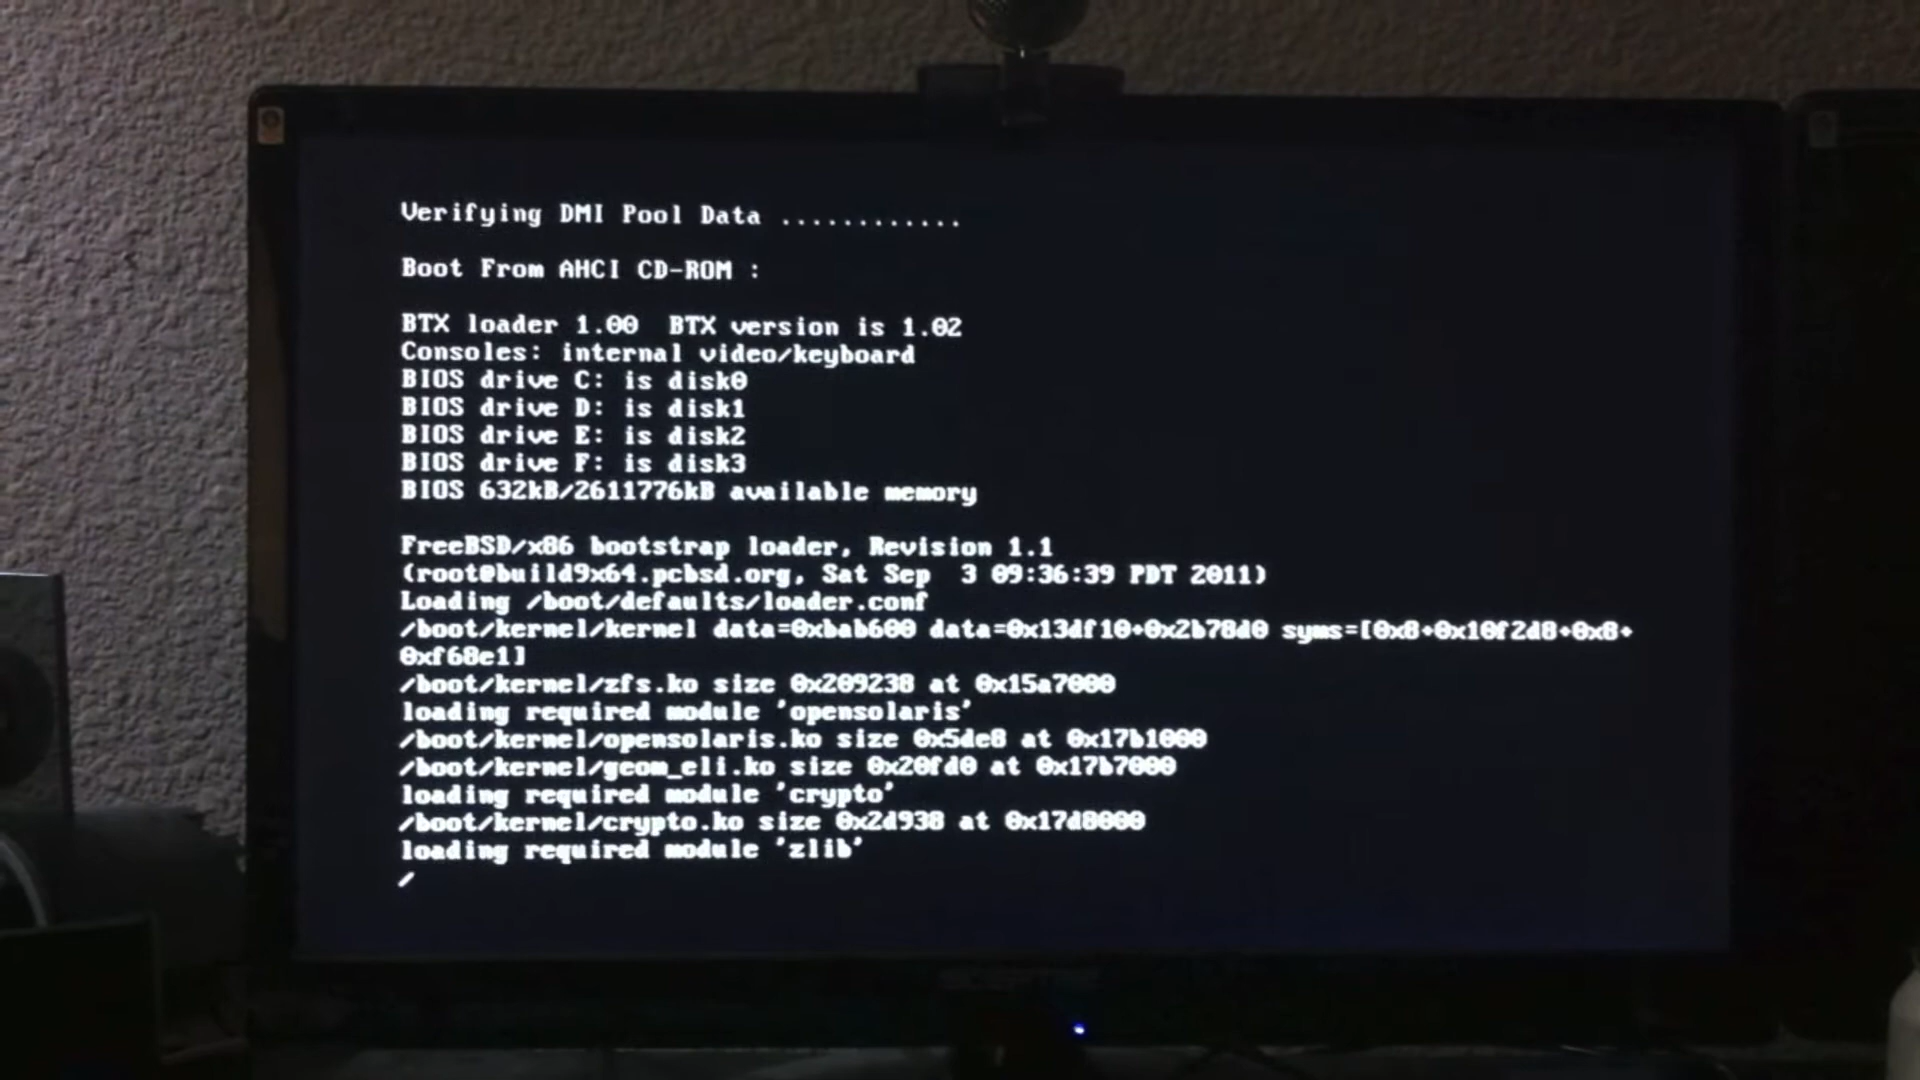 Verifying DMI Pool Data ............
Boot From AHCI CD-ROM :
BTX loader 1.00  BTX version is 1.02
Consoles: internal video/keyboard
BIOS drive C: is disk0
BIOS drive D: is disk1
BIOS drive E: is disk2
BIOS drive F: is disk3
BIOS 632kB/2611776kB available memory
FreeBSD/x86 bootstrap loader, Revision 1.1
(root@build9x64.pcbsd.org, Sat Sep  3 09:36:39 PDT 2011)
Loading /boot/defaults/loader.conf
/boot/kernel/kernel data=0xbab600 data=0x13df10+0x2b78d0 syms=[0x8+0x10f2d8+0x8+
0xf68e1]
/boot/kernel/zfs.ko size 0x209238 at 0x15a7000
loading required module 'opensolaris'
/boot/kernel/opensolaris.ko size 0x5de8 at 0x17b1000
/boot/kernel/geom_eli.ko size 0x20fd0 at 0x17b7000
loading required module 'crypto'
/boot/kernel/crypto.ko size 0x2d938 at 0x17d8000
loading required module 'zlib'
/